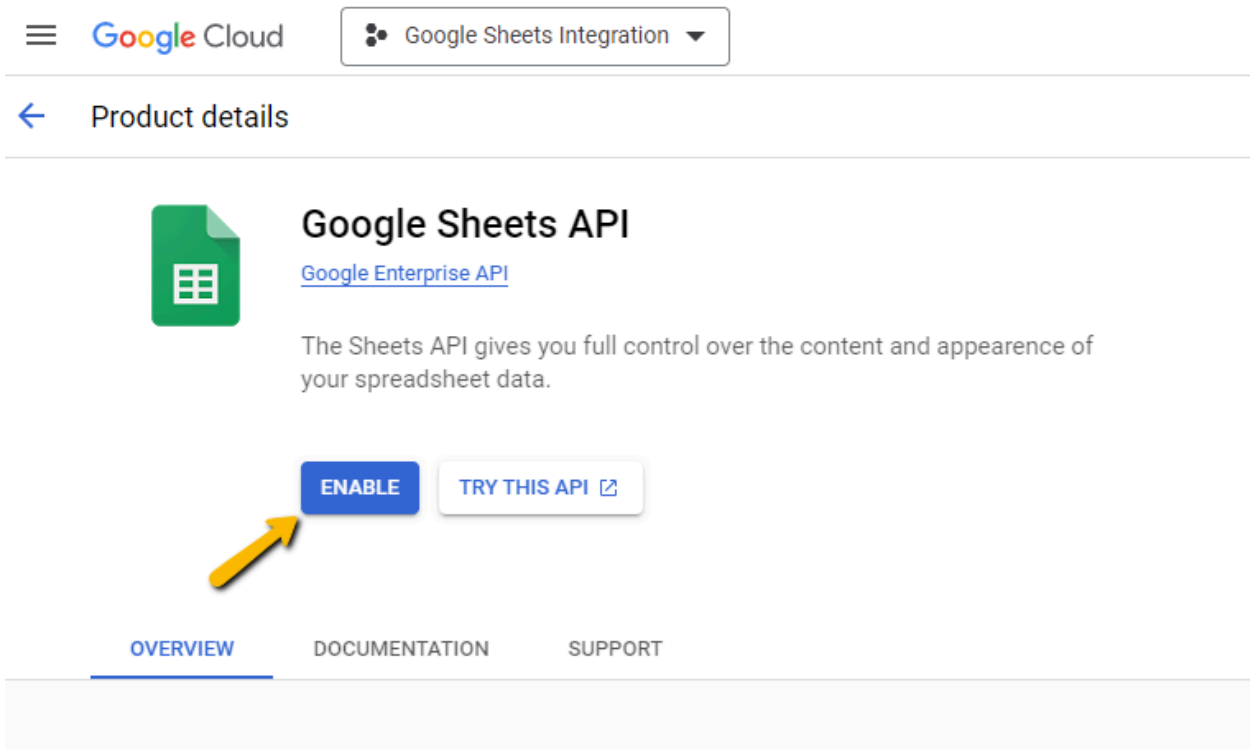 Google Cloud
Google Sheets Integration
Product details
Google Sheets API
Google Enterprise API
The Sheets API gives you full control over the content and appearence of
your spreadsheet data.
ENABLE
TRY THIS API
OVERVIEW
DOCUMENTATION
SUPPORT